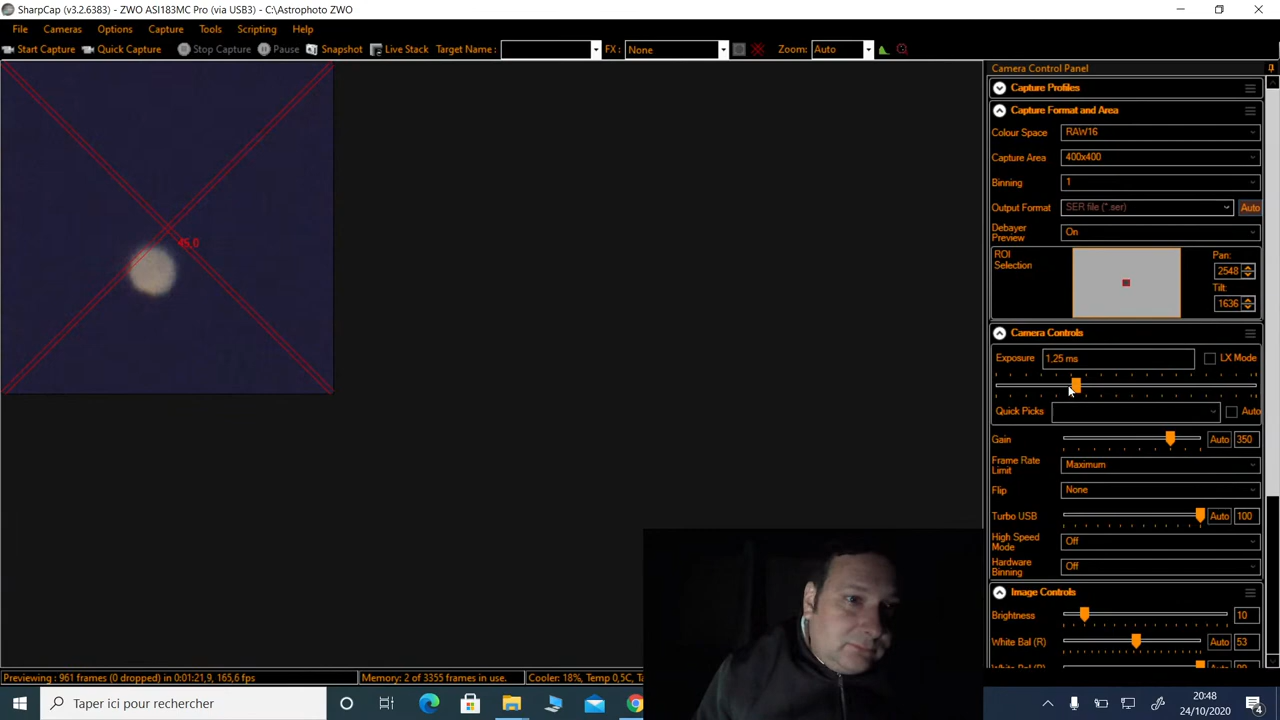 SharpCap (v3.2.6383) - ZWO ASI183MC Pro (via USB3) - C:\Astrophoto ZWO
File Cameras Options Capture Tools Scripting Help
Start Capture Quick Capture Stop Capture Pause Snapshot Live Stack Target Name : FX : None Zoom: Auto
45,0
Camera Control Panel
Capture Profiles
Capture Format and Area
Colour Space RAW16
Capture Area 400x400
Binning 1
Output Format SER file (*.ser) Auto
Debayer Preview On
ROI Selection
Pan: 2548
Tilt: 1636
Camera Controls
Exposure 1,25 ms LX Mode
Quick Picks Auto
Gain Auto 350
Frame Rate Limit Maximum
Flip None
Turbo USB Auto 100
High Speed Mode Off
Hardware Binning Off
Image Controls
Brightness 10
White Bal (R) Auto 53
Previewing : 961 frames (0 dropped) in 0:01:21,9, 165,6 fps Memory: 2 of 3355 frames in use. Cooler: 18%, Temp 0,5C,
Taper ici pour rechercher
20:48
24/10/2020
4